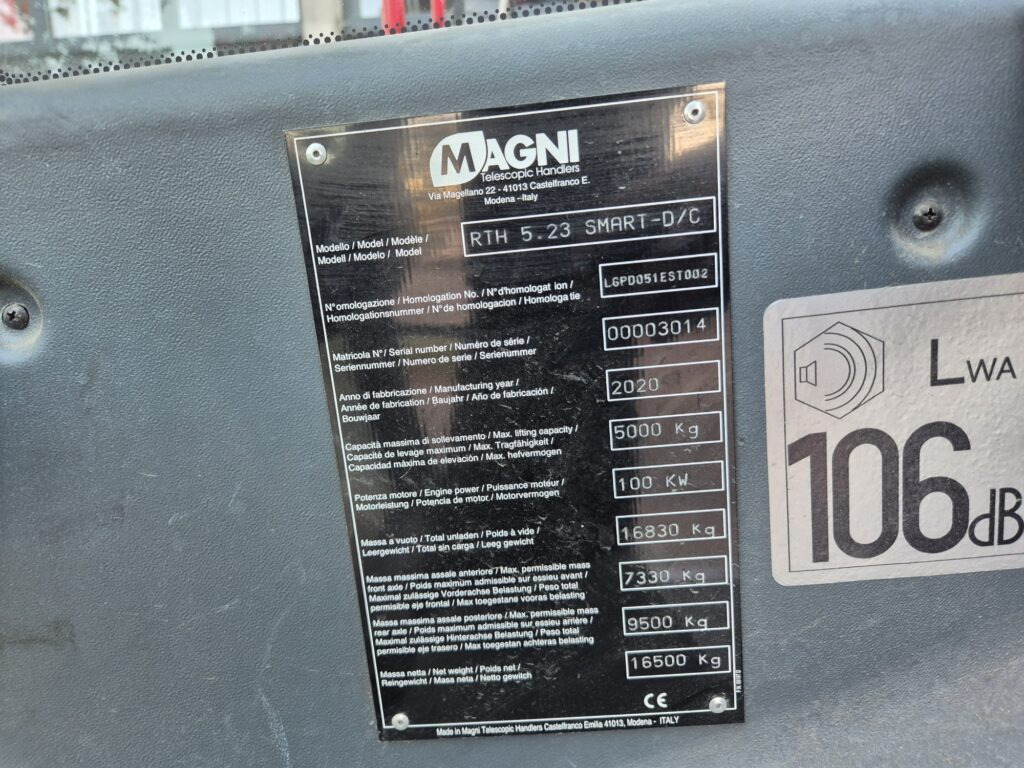 MAGNI
Telescopic Handlers
Via Magellano 22 - 41013 Castelfranco E.
Modena -Italy
Modello / Model / Modèle /
Modell / Modelo / Model
RTH 5.23 SMART-D/C
N°omologazione / Homologation No. / N°d'homologat ion /
Homologationsnummer / N°de homologacion / Homologa tie
LGPD051EST002
Matricola N°/ Serial number / Numéro de série /
Seriennummer / Numero de serie / Serienummer
00003014
Anno di fabbricazione / Manufacturing year /
Année de fabrication / Baujahr / Año de fabricación /
Bouwjaar
2020
Capacità massima di sollevamento / Max. lifting capacity /
Capacité de levage maximum / Max. Tragfähigkeit /
Capacidad máxima de elevación / Max. hefvermogen
5000 Kg
Potenza motore / Engine power / Puissance moteur /
Motorleistung / Potencia de motor / Motorvermogen
100 KW
Massa a vuoto / Total unladen / Poids à vide /
Leergewicht / Total sin carga / Leeg gewicht
16830 Kg
Massa massima assale anteriore / Max. permissible mass
front axle / Poids maximum admissible sur essieu avant /
Maximal zulässige Vorderachse Belastung / Peso total
permisible eje frontal / Max toegestane vooras belasting
7330 Kg
Massa massima assale posteriore / Max. permissible mass
rear axle / Poids maximum admissible sur essieu arrière /
Maximal zulässige Hinterachse Belastung / Peso total
permisible eje trasero / Max toegestan achteras belasting
9500 Kg
Massa netta / Net weight / Poids net /
Reingewicht / Masa neta / Netto gewitch
16500 Kg
CE
Made in Magni Telescopic Handlers Castelfranco Emilia 41013, Modena - ITALY
LWA
106 dB